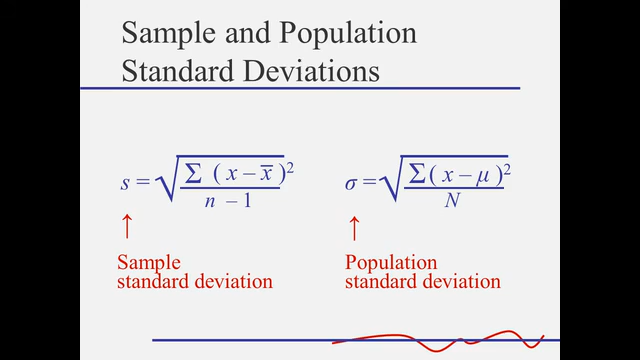 Sample and Population
Standard Deviations
s = √ Σ ( x – x̅ )² / n – 1
σ = √ Σ ( x – μ )² / N
↑
Sample
standard deviation
↑
Population
standard deviation